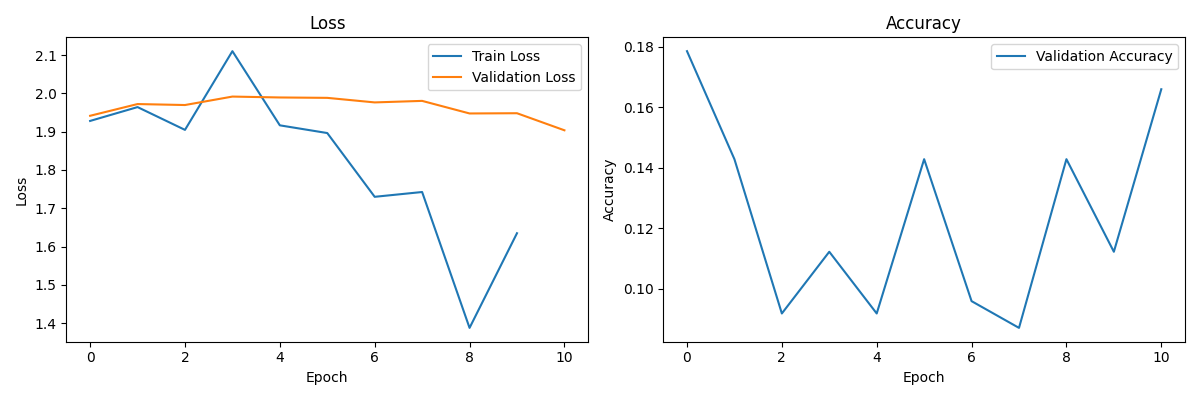 Loss
Train Loss
Validation Loss
2.1
2.0
1.9
1.8
1.7
1.6
1.5
1.4
Loss
0 2 4 6 8 10
Epoch
Accuracy
Validation Accuracy
0.18
0.16
0.14
0.12
0.10
Accuracy
0 2 4 6 8 10
Epoch